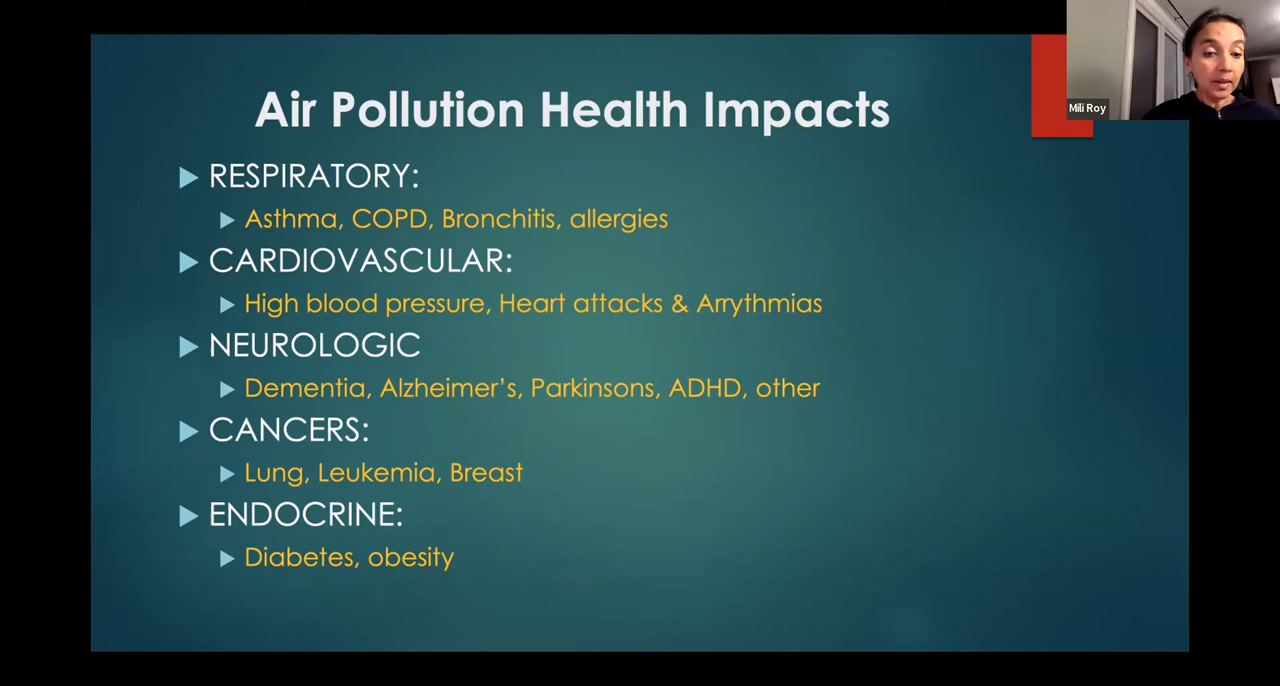 Air Pollution Health Impacts
Mili Roy
RESPIRATORY:
Asthma, COPD, Bronchitis, allergies
CARDIOVASCULAR:
High blood pressure, Heart attacks & Arrythmias
NEUROLOGIC
Dementia, Alzheimer’s, Parkinsons, ADHD, other
CANCERS:
Lung, Leukemia, Breast
ENDOCRINE:
Diabetes, obesity